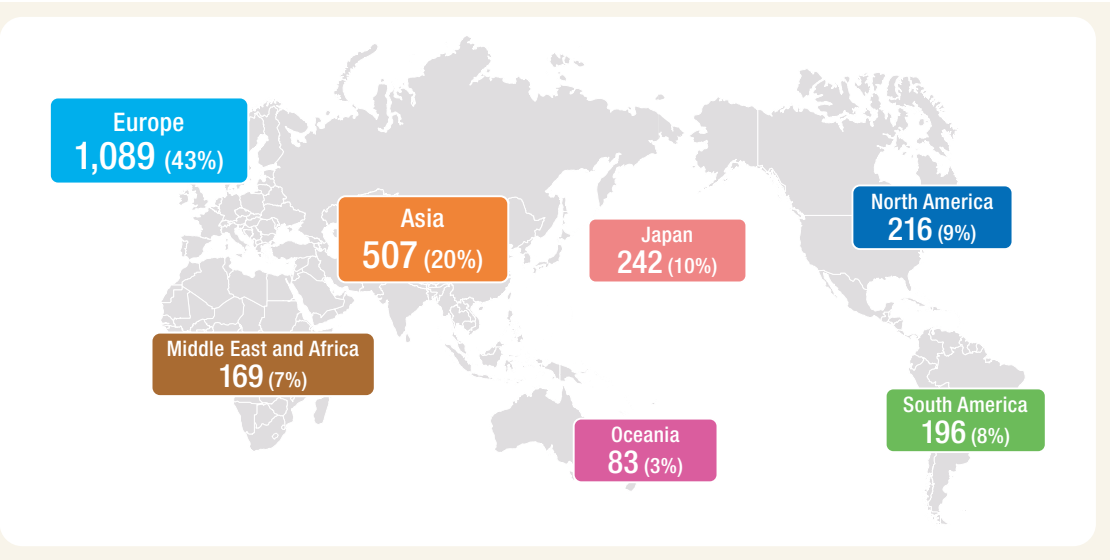 Europe
1,089 (43%)
Asia
507 (20%)
Japan
242 (10%)
North America
216 (9%)
Middle East and Africa
169 (7%)
Oceania
83 (3%)
South America
196 (8%)